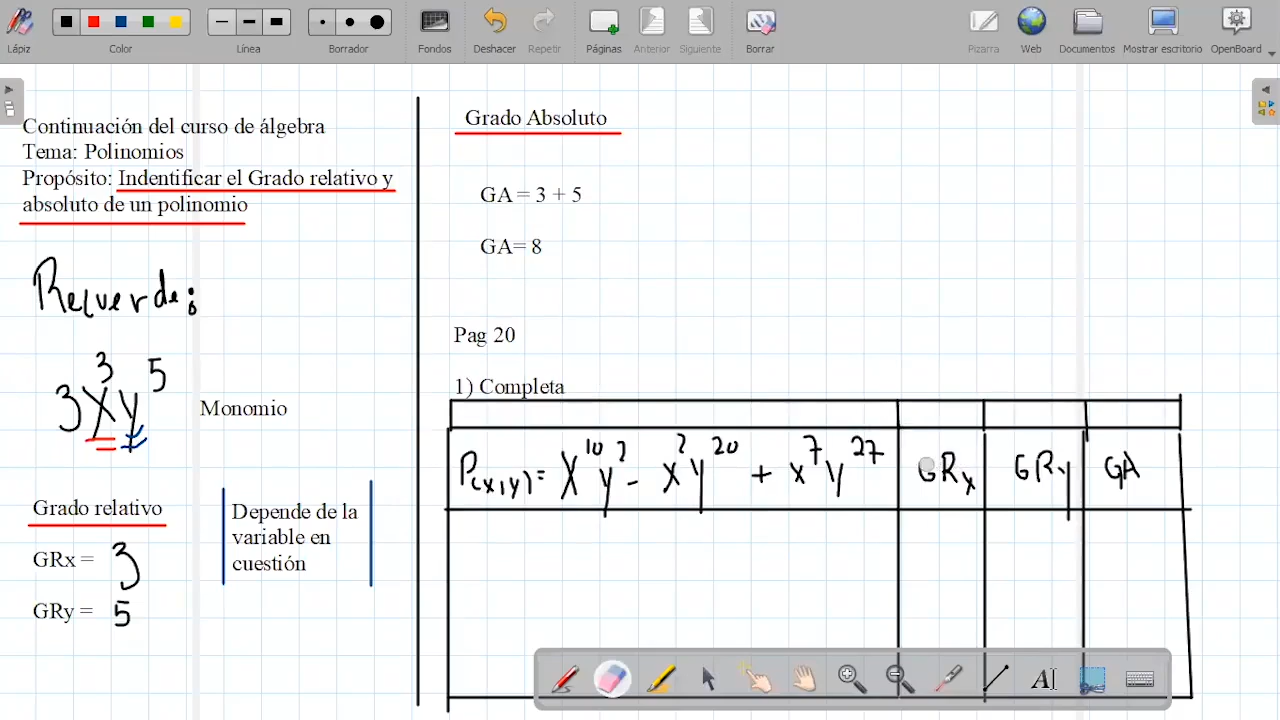 Lápiz
Color
Línea
Borrador
Fondos
Deshacer
Repetir
Páginas
Anterior
Siguiente
Borrar
Pizarra
Web
Documentos
Mostrar escritorio
OpenBoard
Continuación del curso de álgebra
Tema: Polinomios
Propósito: Indentificar el Grado relativo y
absoluto de un polinomio
Recuerde:
3x³y⁵
Monomio
Grado relativo
GRx = 3
GRy = 5
Depende de la
variable en
cuestión
Grado Absoluto
GA = 3 + 5
GA= 8
Pag 20
1) Completa
P(x,y) = x¹⁰y² - x²y²⁰ + x⁷y²⁷
GRx
GRy
GA
AI